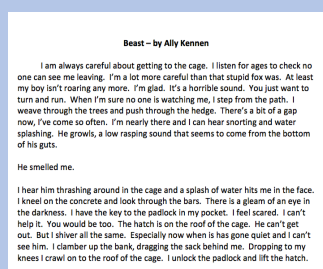 Beast – by Ally Kennen
I am always careful about getting to the cage. I listen for ages to check no
one can see me leaving. I'm a lot more careful than that stupid fox was. At least
my boy isn't roaring any more. I'm glad. It's a horrible sound. You just want to
turn and run. When I'm sure no one is watching me, I step from the path. I
weave through the trees and push through the hedge. There's a bit of a gap
now, I've come so often. I'm nearly there and I can hear snorting and water
splashing. He growls, a low rasping sound that seems to come from the bottom
of his guts.
He smelled me.
I hear him thrashing around in the cage and a splash of water hits me in the face.
I kneel on the concrete and look through the bars. There is a gleam of an eye in
the darkness. I have the key to the padlock in my pocket. I feel scared. I can't
help it. You would be too. The hatch is on the roof of the cage. He can't get
out. But I shiver all the same. Especially now when is has gone quiet and I can't
see him. I clamber up the bank, dragging the sack behind me. Dropping to my
knees I crawl on to the roof of the cage. I unlock the padlock and lift the hatch.